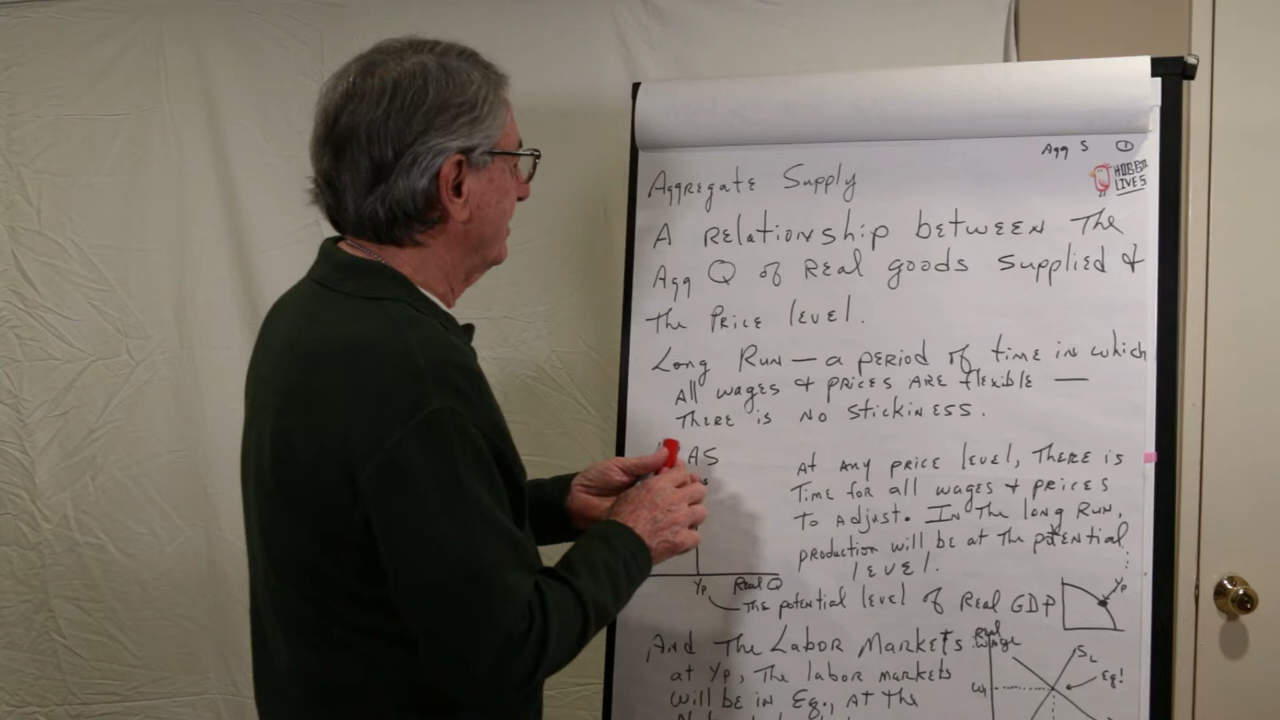 Agg S ①
HOBBO
LIVES
Aggregate Supply
A Relationship between The
Agg Q of Real goods supplied &
The Price level.
Long Run — a period of time in which
All wages & prices are flexible —
There is no stickiness.
AS
At any price level, There is
Time for all wages & prices
To adjust. In The long Run,
production will be at The potential
level.
Yp
Real Q
Yp
The potential level of Real GDP
And The Labor Markets
at Yp, The labor markets
will be in Eq., at The
Real
wage
SL
Eq!